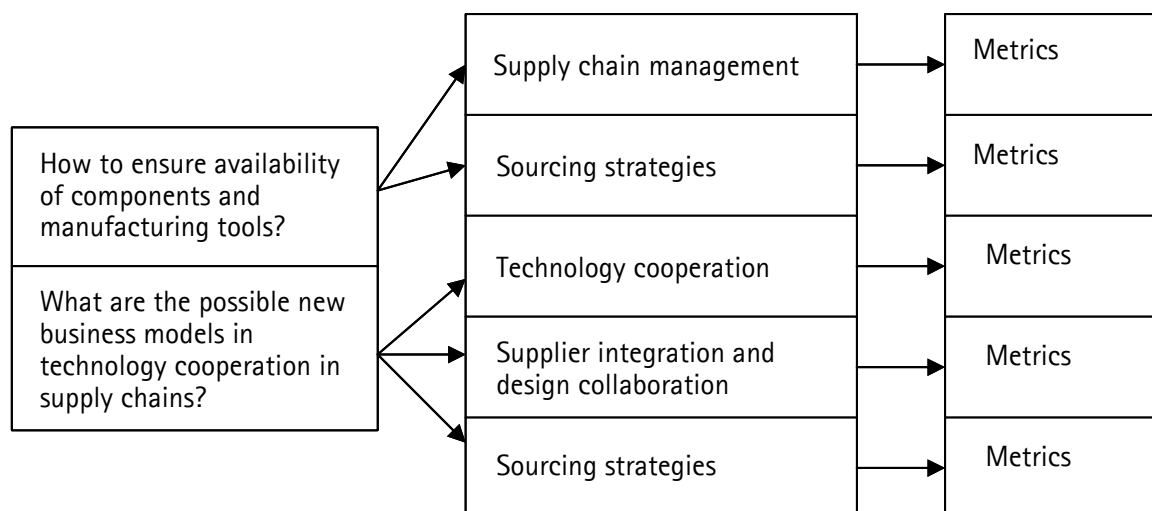 How to ensure availability
of components and
manufacturing tools?
What are the possible new
business models in
technology cooperation in
supply chains?
Supply chain management
Sourcing strategies
Technology cooperation
Supplier integration and
design collaboration
Sourcing strategies
Metrics
Metrics
Metrics
Metrics
Metrics